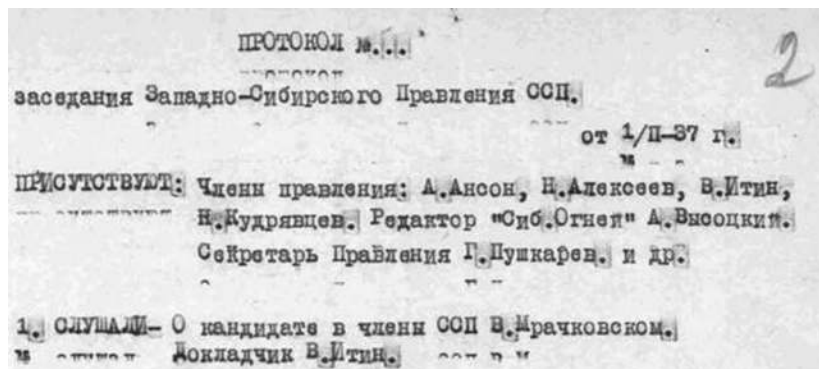 ПРОТОКОЛ №...
2
заседания Западно-Сибирского Правления ССП.
от 1/П-37 г.
ПРИСУТСТВУЮТ: Члены правления: А.Ансон, Н.Алексеев, В.Итин,
Н.Кудрявцев. Редактор "Сиб.Огней" А.Высоцкий.
Секретарь Правления Г.Пушкарев. и др.
1. СЛУШАЛИ- О кандидате в члены ССП В.Мрачковском.
Докладчик В.Итин.